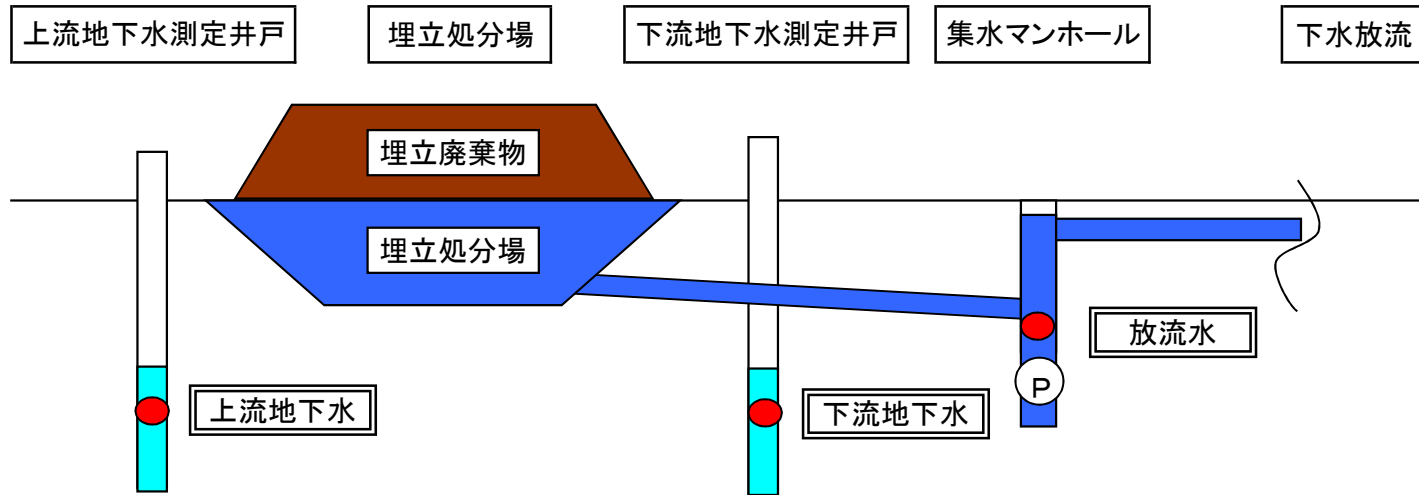 上流地下水測定井戸
埋立処分場
下流地下水測定井戸
集水マンホール
下水放流
埋立廃棄物
埋立処分場
放流水
P
上流地下水
下流地下水